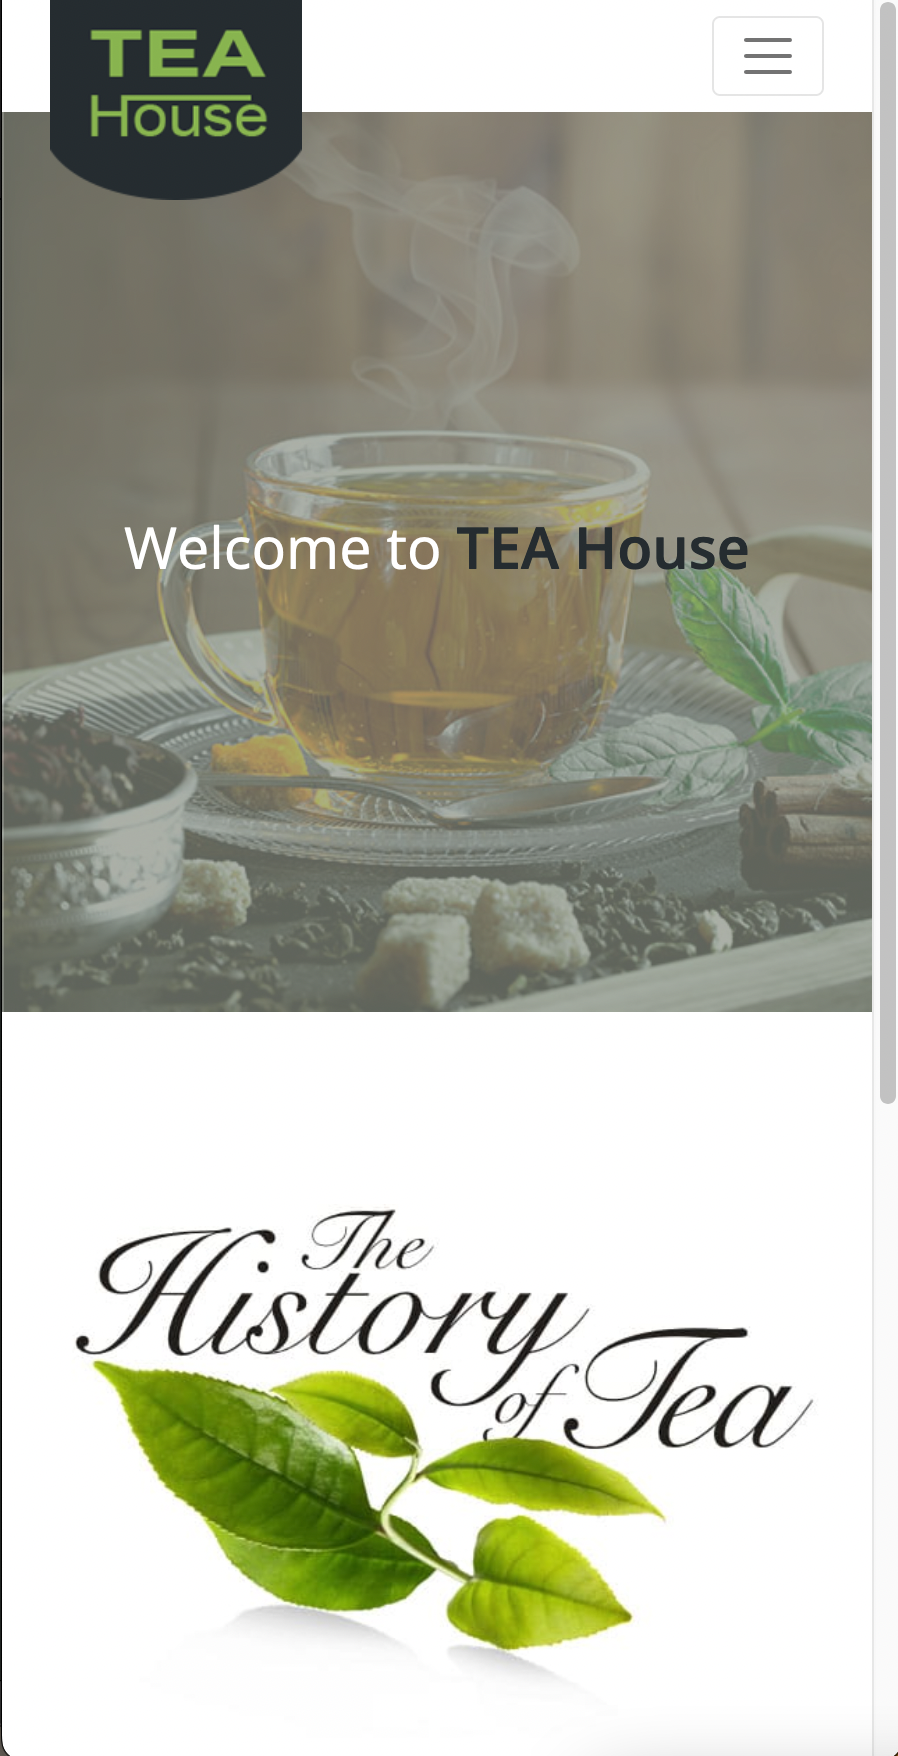 TEA
House
Welcome to TEA House
The
History
of Tea